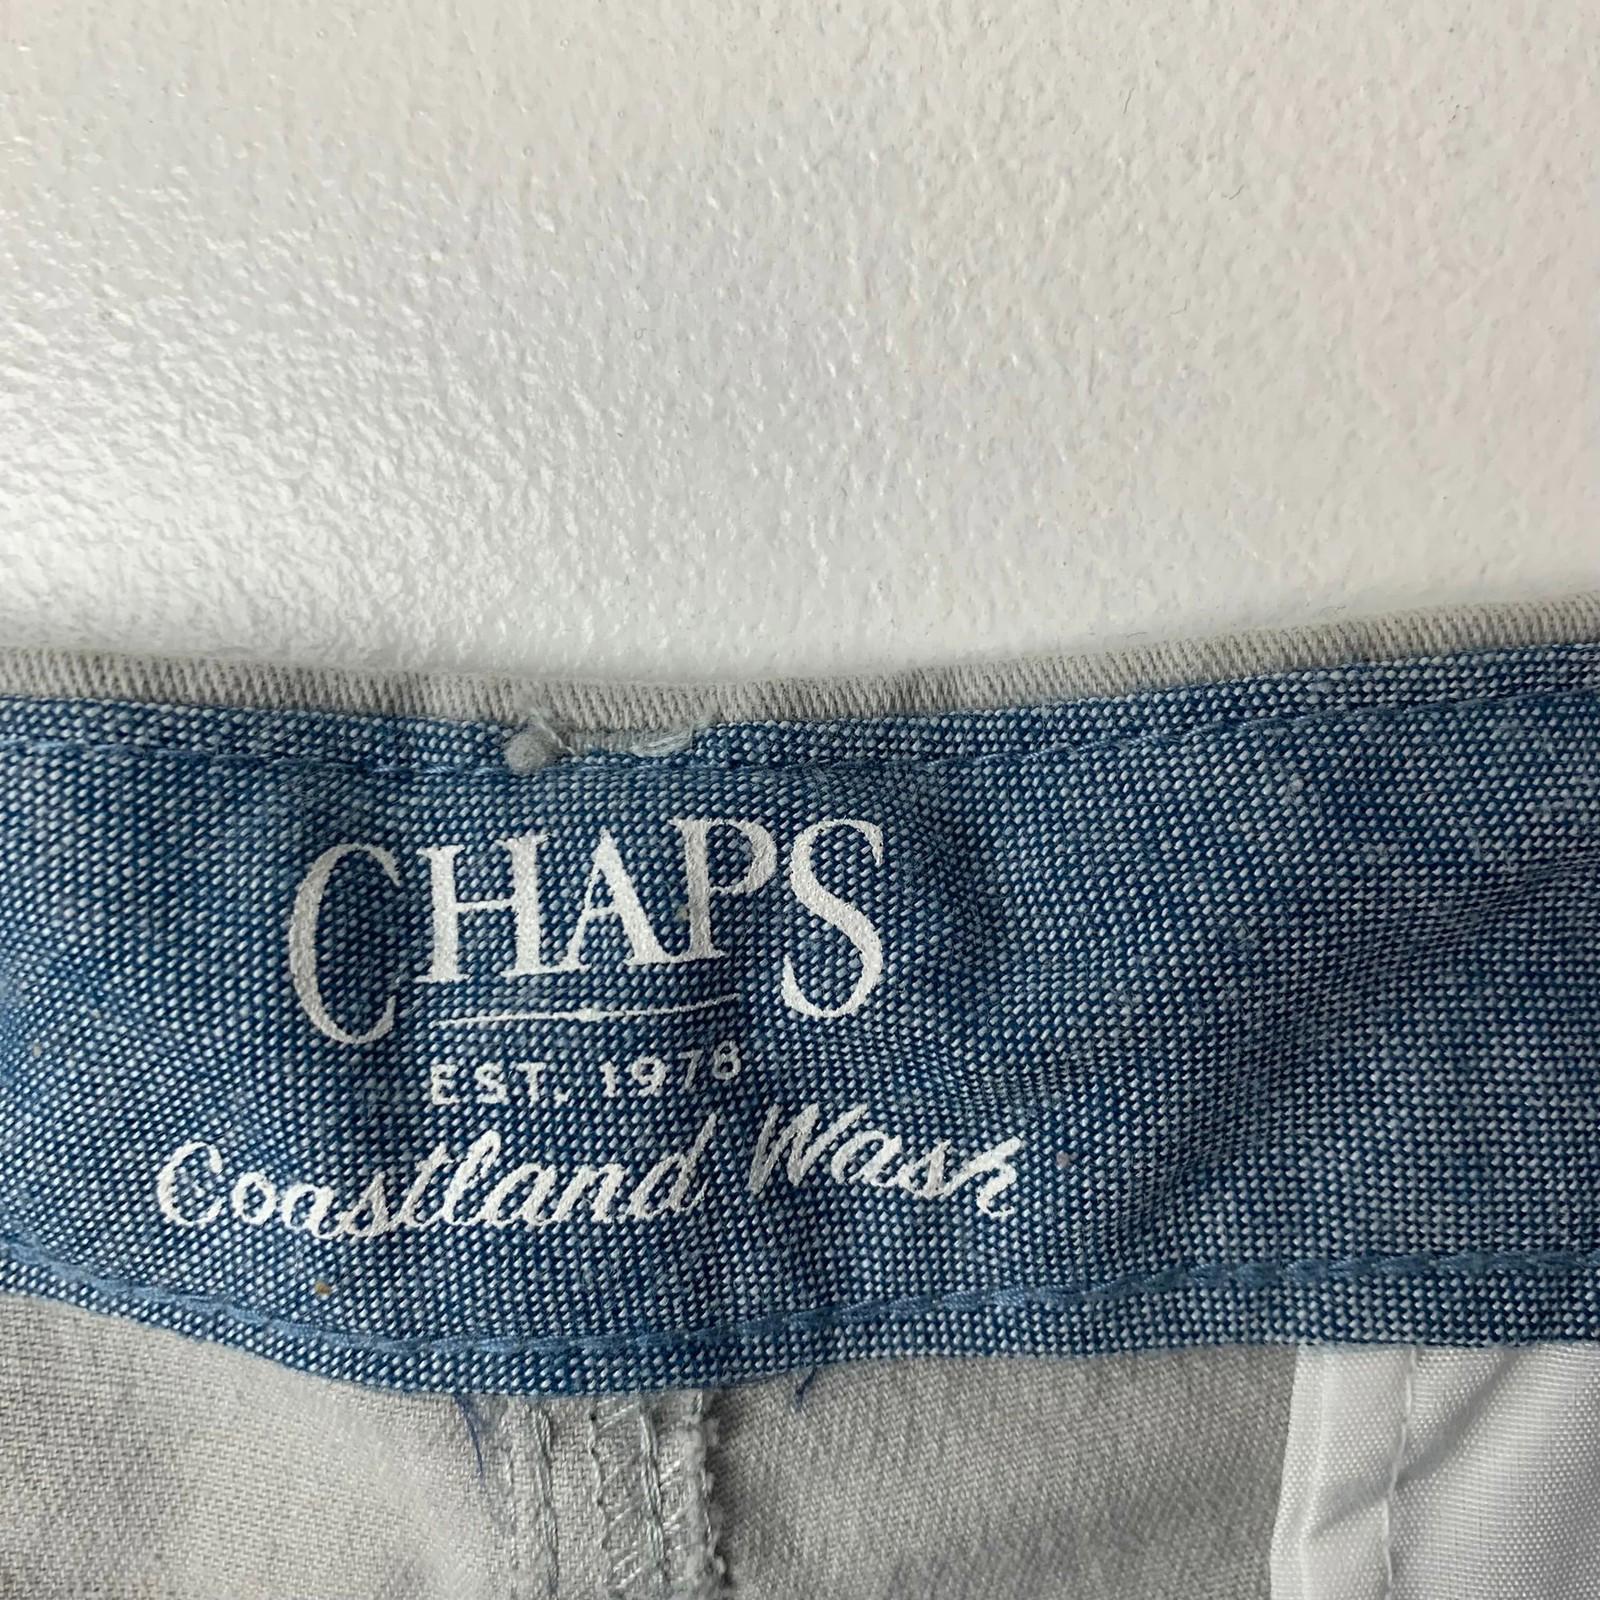 CHAPS
EST. 1978
Coastland Wash